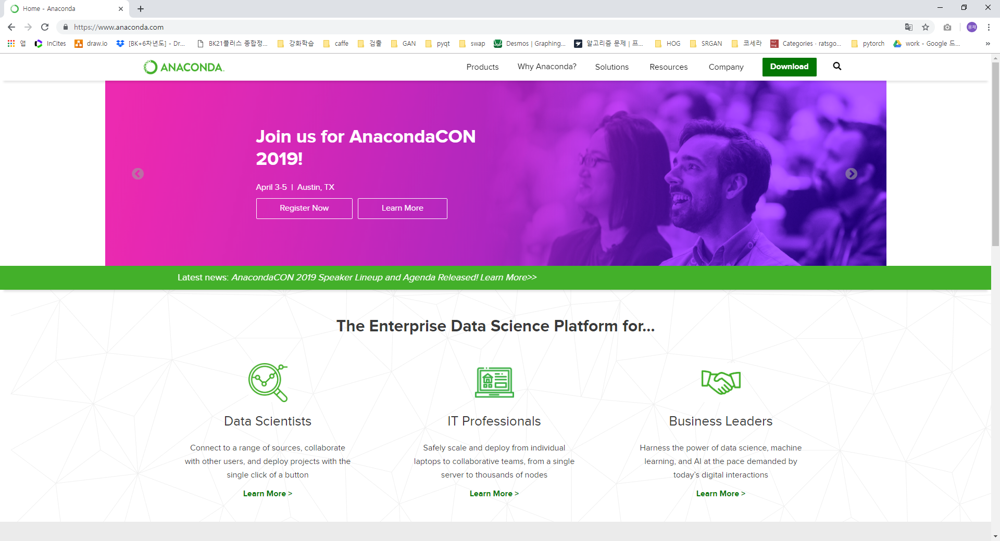 Home - Anaconda
https://www.anaconda.com
용채
앱
InCites
draw.io
[BK+6차년도] - Dr...
BK21플러스 종합정...
강화학습
caffe
검출
GAN
pyqt
swap
Desmos | Graphing...
알고리즘 문제 | 프...
HOG
SRGAN
코세라
Categories · ratsgo...
pytorch
work - Google 드...
»
ANACONDA.
Products
Why Anaconda?
Solutions
Resources
Company
Download
Join us for AnacondaCON
2019!
April 3-5 | Austin, TX
Register Now
Learn More
Latest news: AnacondaCON 2019 Speaker Lineup and Agenda Released! Learn More>>
The Enterprise Data Science Platform for...
Data Scientists
Connect to a range of sources, collaborate
with other users, and deploy projects with the
single click of a button
Learn More >
IT Professionals
Safely scale and deploy from individual
laptops to collaborative teams, from a single
server to thousands of nodes
Learn More >
Business Leaders
Harness the power of data science, machine
learning, and AI at the pace demanded by
today’s digital interactions
Learn More >